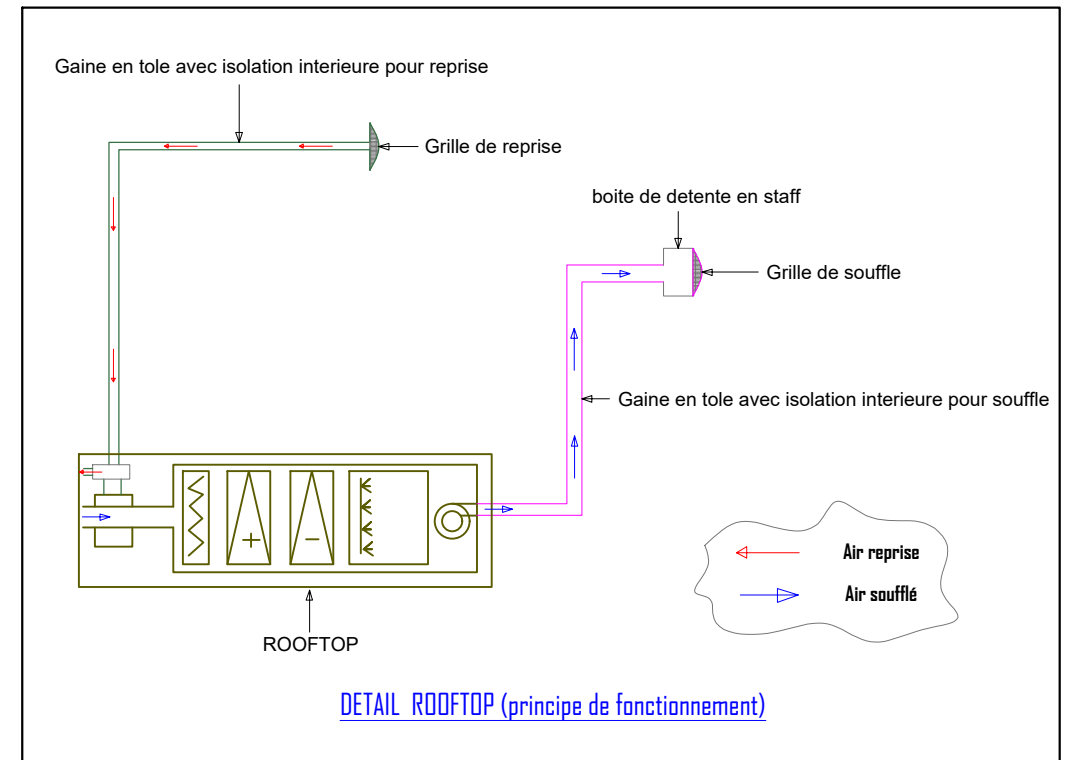 Gaine en tole avec isolation interieure pour reprise
Grille de reprise
boite de detente en staff
Grille de souffle
Gaine en tole avec isolation interieure pour souffle
+
−
Air reprise
Air soufflé
ROOFTOP
DETAIL ROOFTOP (principe de fonctionnement)